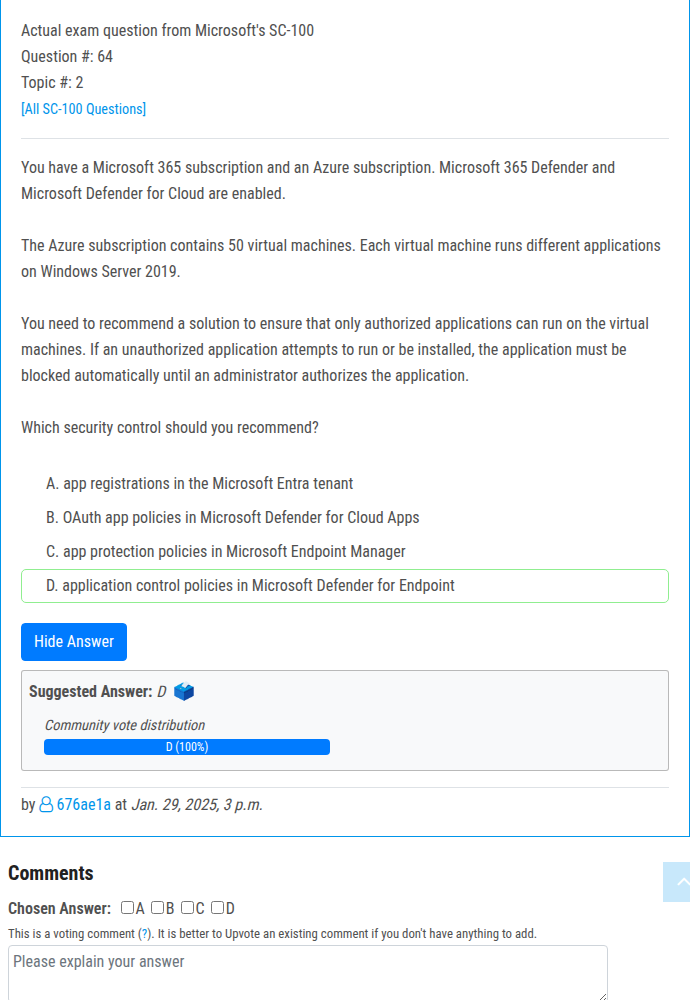 Actual exam question from Microsoft's SC-100
Question #: 64
Topic #: 2
[All SC-100 Questions]
You have a Microsoft 365 subscription and an Azure subscription. Microsoft 365 Defender and
Microsoft Defender for Cloud are enabled.
The Azure subscription contains 50 virtual machines. Each virtual machine runs different applications
on Windows Server 2019.
You need to recommend a solution to ensure that only authorized applications can run on the virtual
machines. If an unauthorized application attempts to run or be installed, the application must be
blocked automatically until an administrator authorizes the application.
Which security control should you recommend?
A. app registrations in the Microsoft Entra tenant
B. OAuth app policies in Microsoft Defender for Cloud Apps
C. app protection policies in Microsoft Endpoint Manager
D. application control policies in Microsoft Defender for Endpoint
Hide Answer
Suggested Answer: D
Community vote distribution
D (100%)
by 676ae1a at Jan. 29, 2025, 3 p.m.
Comments
Chosen Answer: A B C D
This is a voting comment (?). It is better to Upvote an existing comment if you don't have anything to add.
Please explain your answer